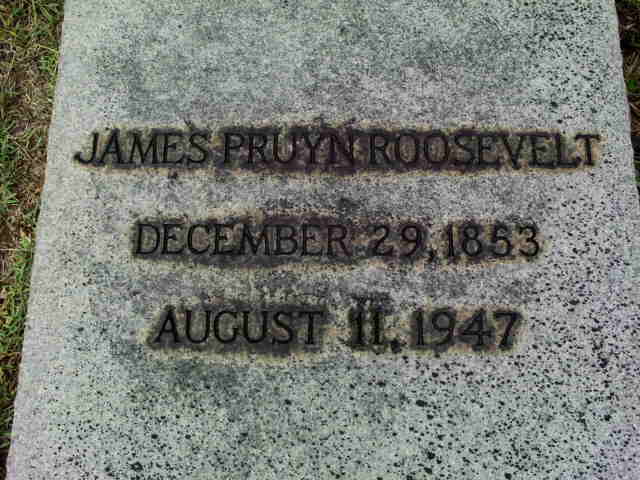 JAMES PRUYN ROOSEVELT
DECEMBER 29, 1853
AUGUST 11, 1947